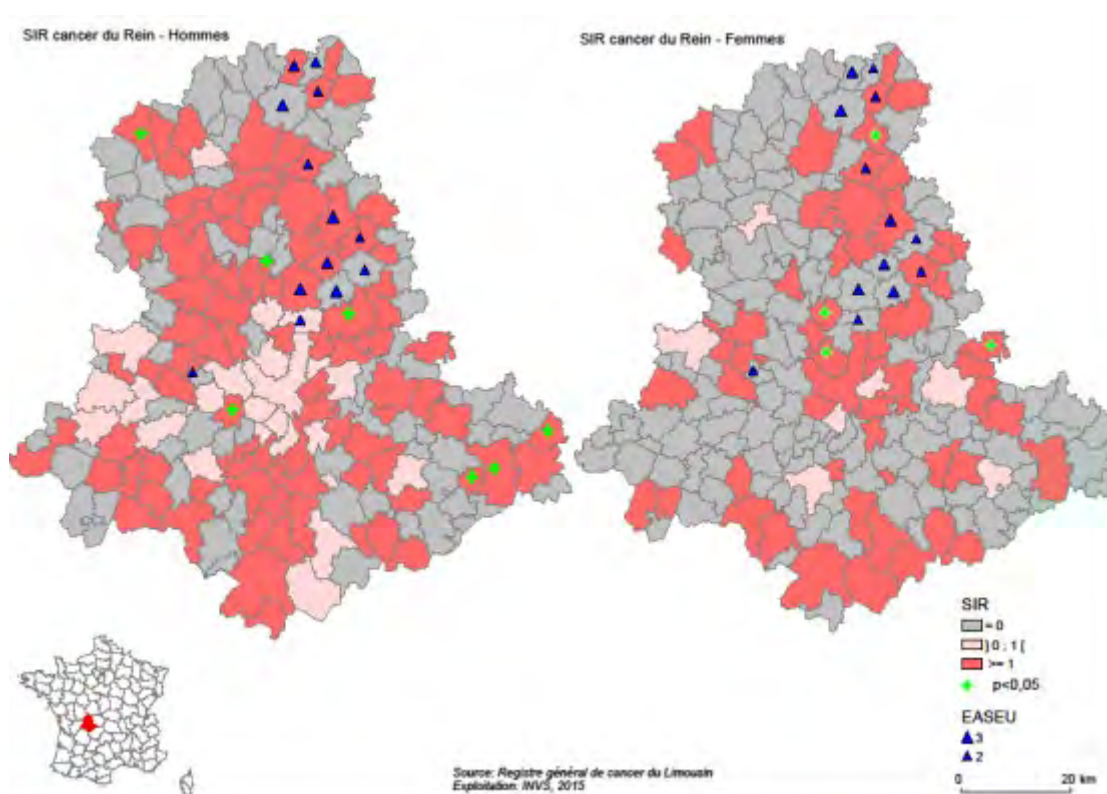 SIR cancer du Rein - Hommes
SIR cancer du Rein - Femmes
SIR
= 0
] 0 ; 1 [
>= 1
p<0,05
EASEU
3
2
0 20 km
Source: Registre général de cancer du Limousin
Exploitation: INVS, 2015